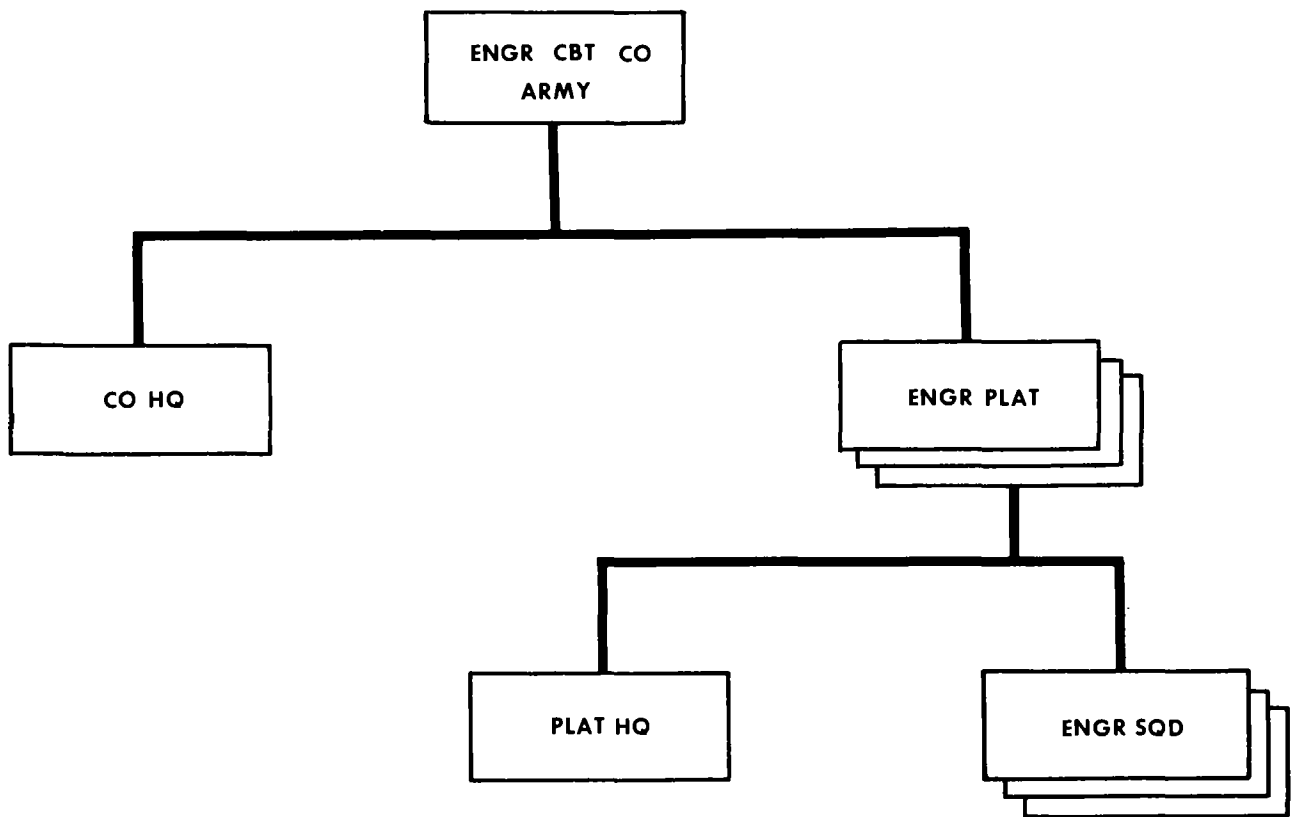 ENGR CBT CO
ARMY
CO HQ
ENGR PLAT
PLAT HQ
ENGR SQD